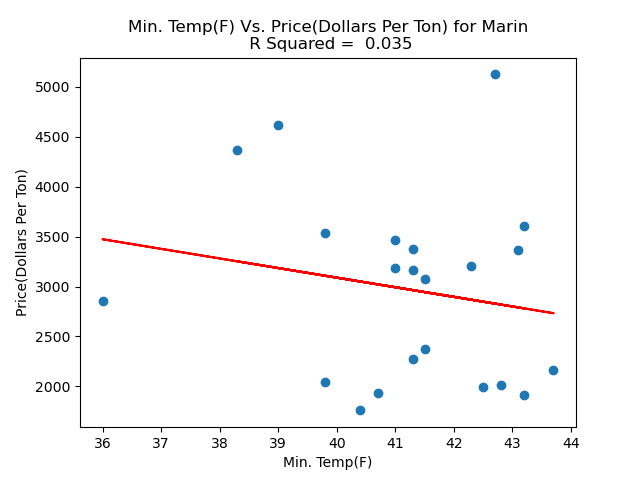 Min. Temp(F) Vs. Price(Dollars Per Ton) for Marin
R Squared =  0.035
Price(Dollars Per Ton)
5000
4500
4000
3500
3000
2500
2000
36 37 38 39 40 41 42 43 44
Min. Temp(F)